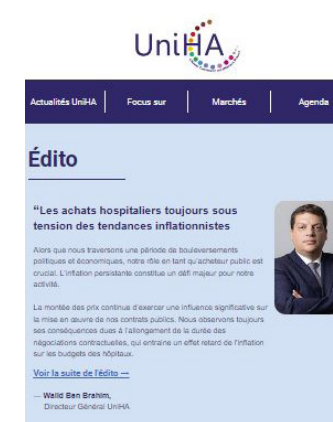 UniHA
Actualités UniHA Focus sur Marchés Agenda
Édito
“Les achats hospitaliers toujours sous
tension des tendances inflationnistes
Alors que nous traversons une période de bouleversements
politiques et économiques, notre rôle en tant qu'acheteur public est
crucial. L'inflation persistante constitue un défi majeur pour notre
activité.
La montée des prix continue d'exercer une influence significative sur
la mise en œuvre de nos contrats publics. Nous observons toujours
ses conséquences dues à l'allongement de la durée des
négociations contractuelles, qui entraine un effet retard de l'inflation
sur les budgets des hôpitaux.
Voir la suite de l'édito →
— Walid Ben Brahim,
Directeur Général UniHA